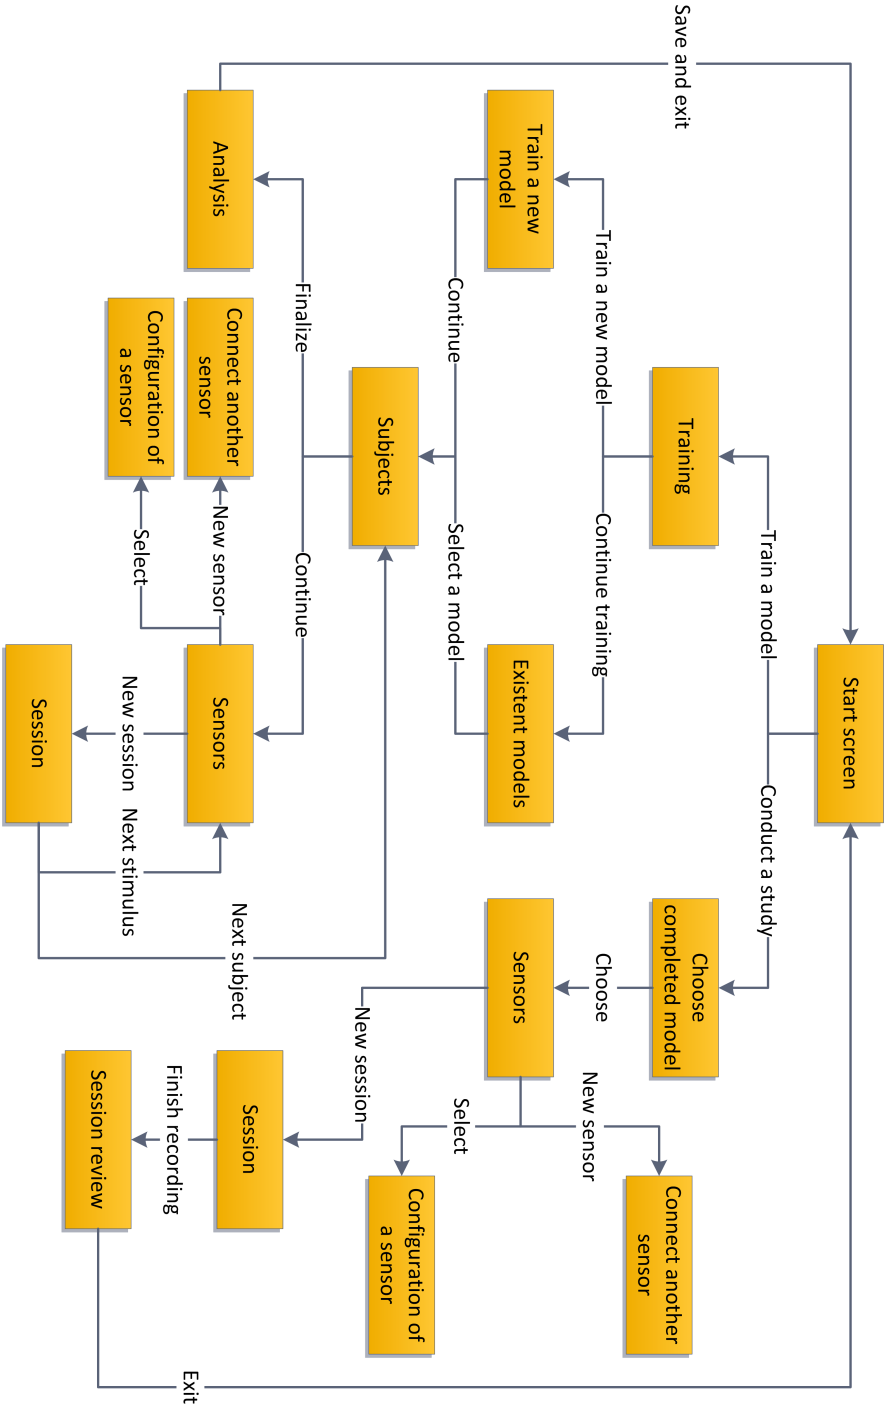 Start screen
Save and exit
Train a model
Conduct a study
Training
Choose
completed model
Train a new model
Continue training
Choose
Train a new
model
Existent models
Sensors
New sensor
Connect another
sensor
Select
Configuration of
a sensor
Continue
Select a model
Subjects
New session
Finalize
Continue
Analysis
Sensors
Session
New sensor
Connect another
sensor
Select
Configuration of
a sensor
Next subject
Finish recording
New session
Next stimulus
Session
Session review
Exit